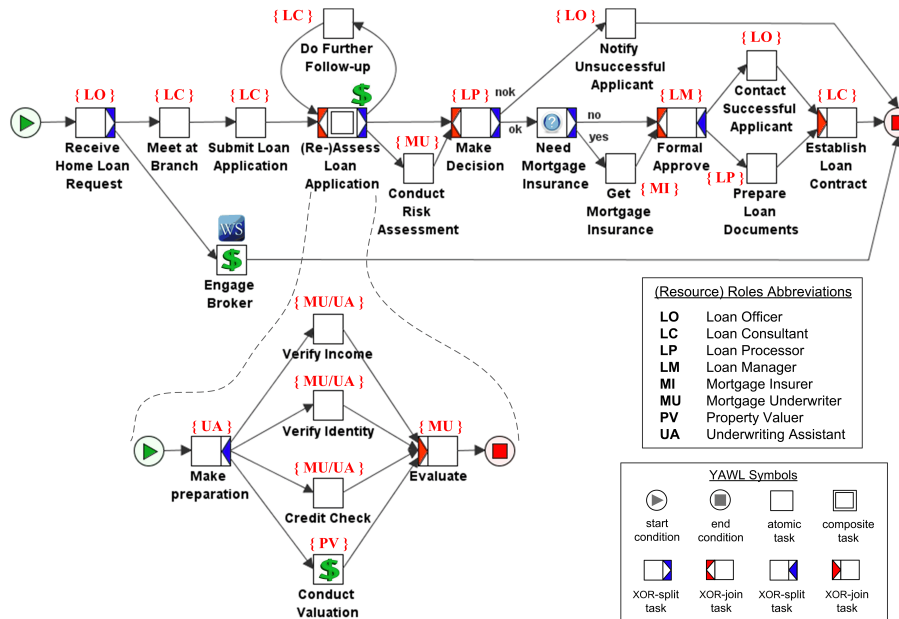 { LC }
Do Further
Follow-up
{ LO }
Notify
Unsuccessful
Applicant
{ LO }
Contact
Successful
Applicant
{ LO }
Receive
Home Loan
Request
{ LC }
Meet at
Branch
{ LC }
Submit Loan
Application
$
(Re-)Assess
Loan
Application
{ MU }
Conduct
Risk
Assessment
{ LP }
Make
Decision
nok
ok
?
Need
Mortgage
Insurance
no
yes
{ MI }
Get
Mortgage
Insurance
{ LM }
Formal
Approve
{ LP }
Prepare
Loan
Documents
{ LC }
Establish
Loan
Contract
WS
$
Engage
Broker
{ UA }
Make
preparation
{ MU/UA }
Verify Income
{ MU/UA }
Verify Identity
{ MU/UA }
Credit Check
{ PV }
$
Conduct
Valuation
{ MU }
Evaluate
(Resource) Roles Abbreviations
LO Loan Officer
LC Loan Consultant
LP Loan Processor
LM Loan Manager
MI Mortgage Insurer
MU Mortgage Underwriter
PV Property Valuer
UA Underwriting Assistant
YAWL Symbols
start
condition
end
condition
atomic
task
composite
task
XOR-split
task
XOR-join
task
XOR-split
task
XOR-join
task